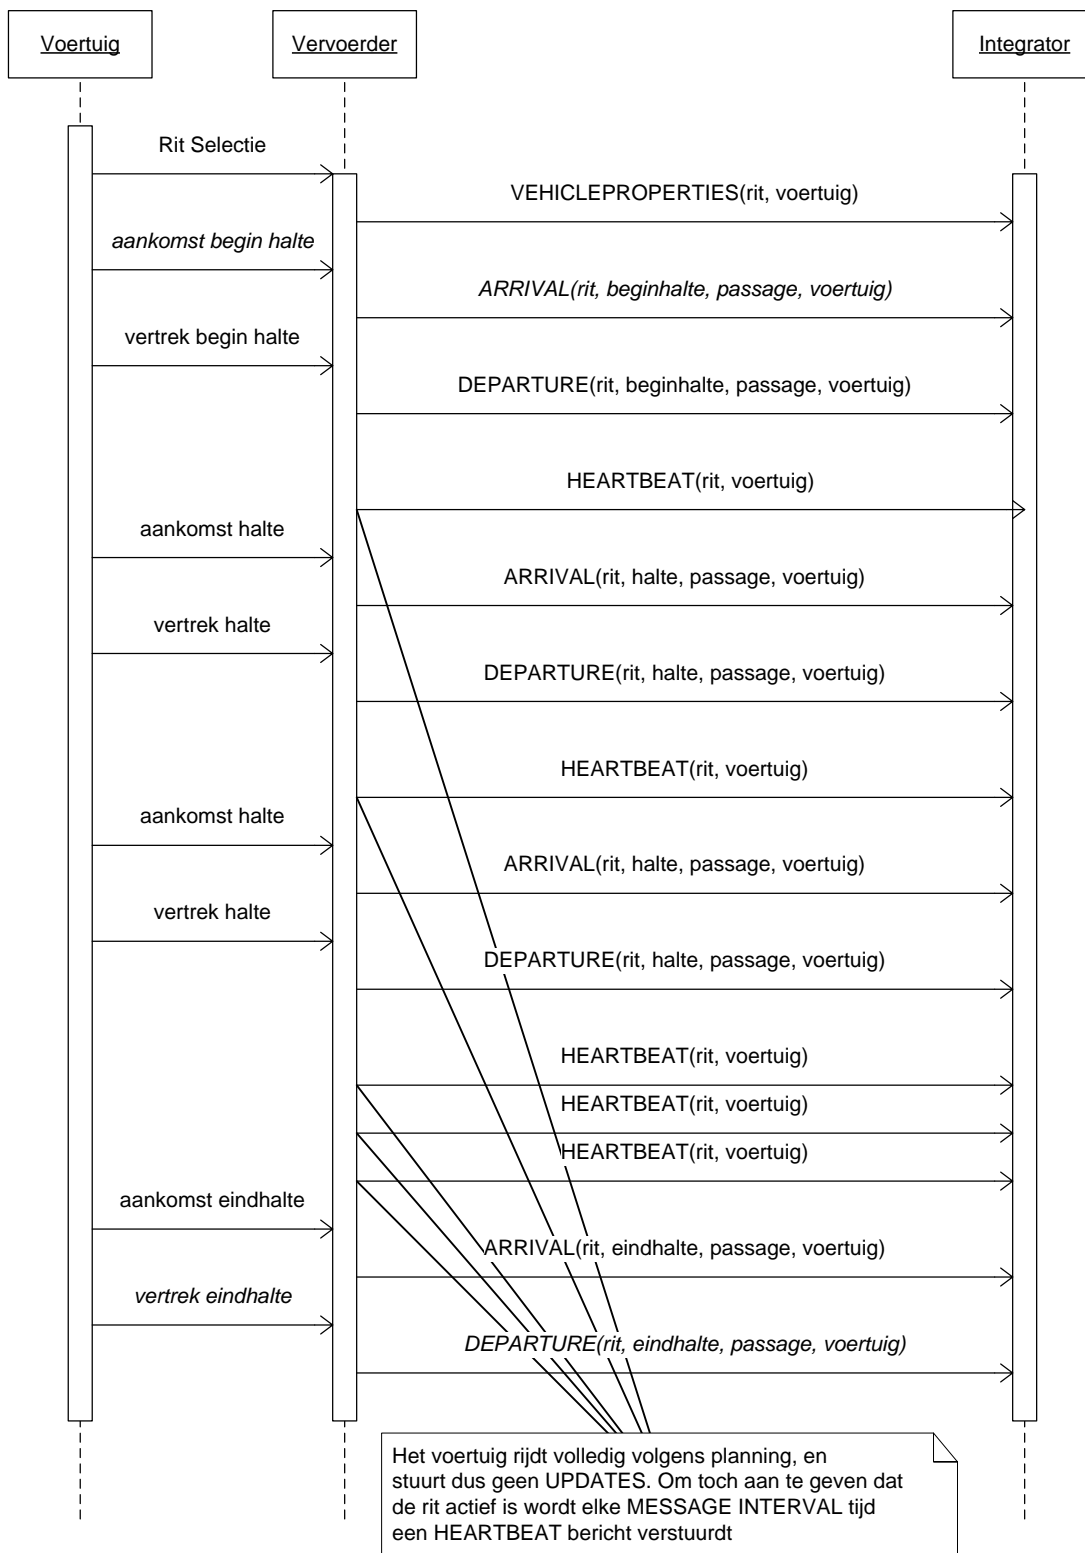 Voertuig
Vervoerder
Integrator
Rit Selectie
VEHICLEPROPERTIES(rit, voertuig)
aankomst begin halte
ARRIVAL(rit, beginhalte, passage, voertuig)
vertrek begin halte
DEPARTURE(rit, beginhalte, passage, voertuig)
HEARTBEAT(rit, voertuig)
aankomst halte
ARRIVAL(rit, halte, passage, voertuig)
vertrek halte
DEPARTURE(rit, halte, passage, voertuig)
HEARTBEAT(rit, voertuig)
aankomst halte
ARRIVAL(rit, halte, passage, voertuig)
vertrek halte
DEPARTURE(rit, halte, passage, voertuig)
HEARTBEAT(rit, voertuig)
HEARTBEAT(rit, voertuig)
HEARTBEAT(rit, voertuig)
aankomst eindhalte
ARRIVAL(rit, eindhalte, passage, voertuig)
vertrek eindhalte
DEPARTURE(rit, eindhalte, passage, voertuig)
Het voertuig rijdt volledig volgens planning, en
stuurt dus geen UPDATES. Om toch aan te geven dat
de rit actief is wordt elke MESSAGE INTERVAL tijd
een HEARTBEAT bericht verstuurdt